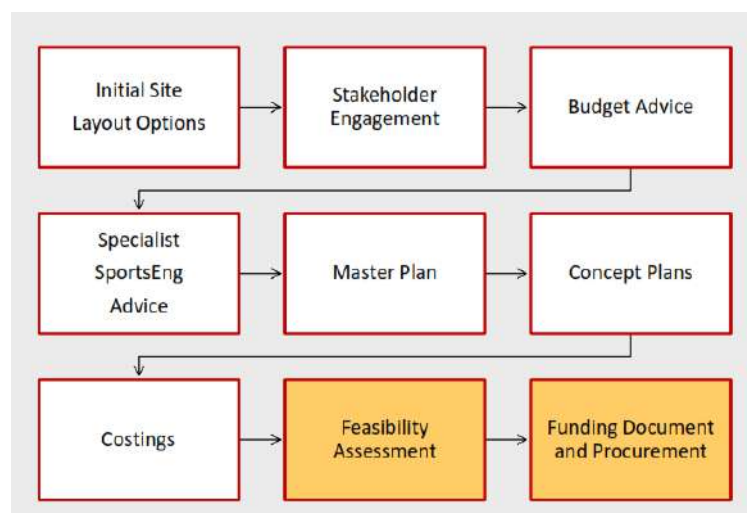 Initial Site
Layout Options
Stakeholder
Engagement
Budget Advice
Specialist
SportsEng
Advice
Master Plan
Concept Plans
Costings
Feasibility
Assessment
Funding Document
and Procurement